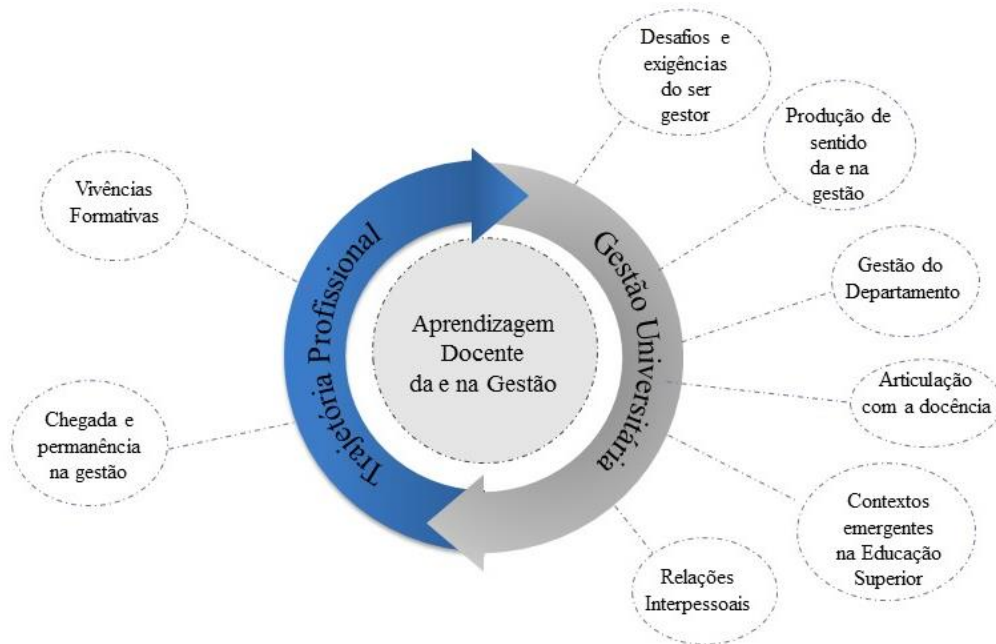 Desafios e
exigências
do ser
gestor
Produção de
sentido
da e na
gestão
Vivências
Formativas
Gestão do
Departamento
Trajetória Profissional
Gestão Universitária
Aprendizagem
Docente
da e na Gestão
Articulação
com a docência
Chegada e
permanência
na gestão
Contextos
emergentes
na Educação
Superior
Relações
Interpessoais